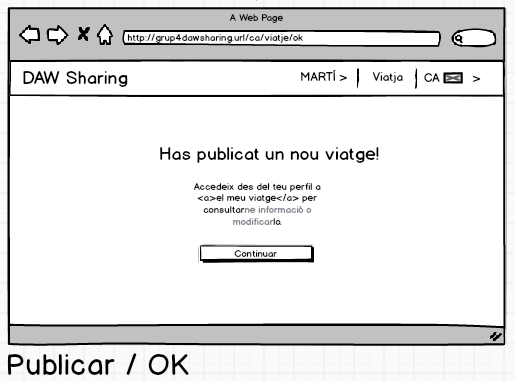 A Web Page
http://grup4dawsharing.url/ca/viatje/ok
DAW Sharing
MARTÍ > Viatja CA >
Has publicat un nou viatge!
Accedeix des del teu perfil a
<a>el meu viatge</a> per
consultarne informació o
modificarla.
Continuar
Publicar / OK